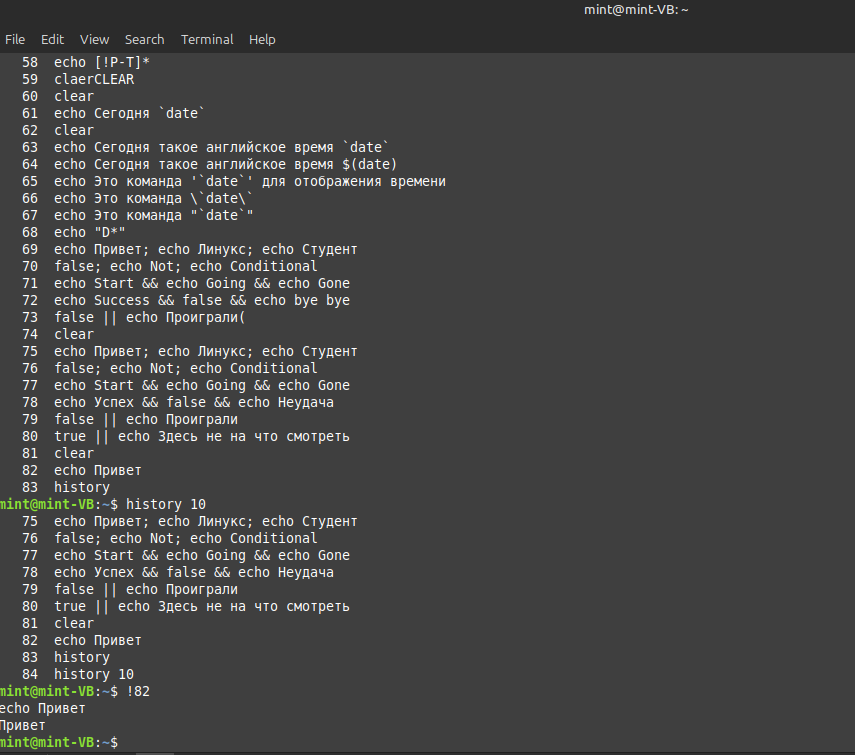 mint@mint-VB: ~
File Edit View Search Terminal Help
58 echo [!P-T]*
59 claerCLEAR
60 clear
61 echo Сегодня `date`
62 clear
63 echo Сегодня такое английское время `date`
64 echo Сегодня такое английское время $(date)
65 echo Это команда '`date`' для отображения времени
66 echo Это команда \`date\`
67 echo Это команда "`date`"
68 echo "D*"
69 echo Привет; echo Линукс; echo Студент
70 false; echo Not; echo Conditional
71 echo Start && echo Going && echo Gone
72 echo Success && false && echo bye bye
73 false || echo Проиграли(
74 clear
75 echo Привет; echo Линукс; echo Студент
76 false; echo Not; echo Conditional
77 echo Start && echo Going && echo Gone
78 echo Успех && false && echo Неудача
79 false || echo Проиграли
80 true || echo Здесь не на что смотреть
81 clear
82 echo Привет
83 history
mint@mint-VB:~$ history 10
75 echo Привет; echo Линукс; echo Студент
76 false; echo Not; echo Conditional
77 echo Start && echo Going && echo Gone
78 echo Успех && false && echo Неудача
79 false || echo Проиграли
80 true || echo Здесь не на что смотреть
81 clear
82 echo Привет
83 history
84 history 10
mint@mint-VB:~$ !82
echo Привет
Привет
mint@mint-VB:~$